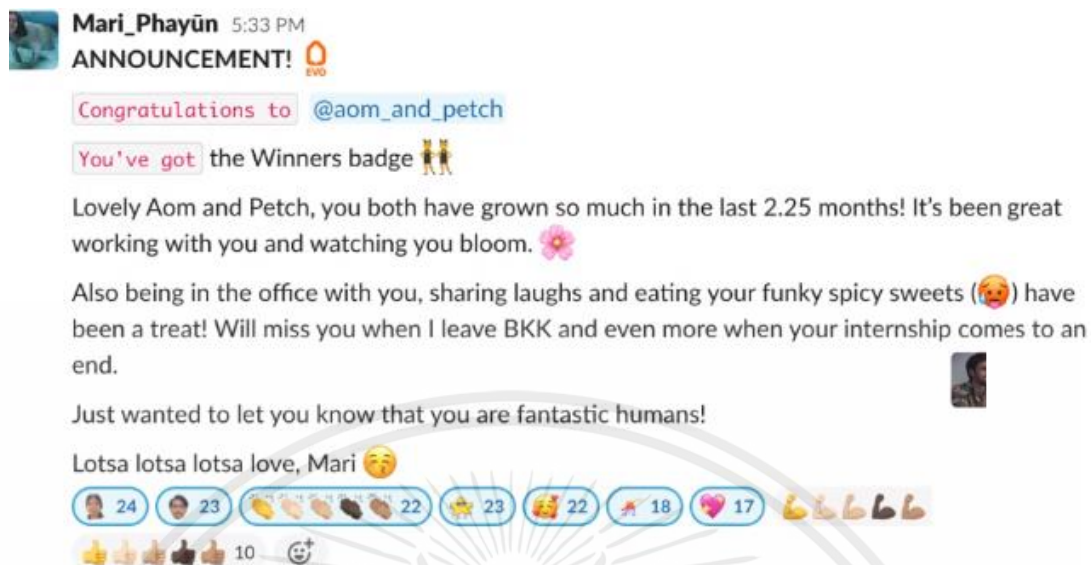 Mari_Phayūn 5:33 PM
ANNOUNCEMENT! EVO
Congratulations to @aom_and_petch
You've got the Winners badge 👯
Lovely Aom and Petch, you both have grown so much in the last 2.25 months! It's been great
working with you and watching you bloom. 🌸
Also being in the office with you, sharing laughs and eating your funky spicy sweets (🥵) have
been a treat! Will miss you when I leave BKK and even more when your internship comes to an
end.
Just wanted to let you know that you are fantastic humans!
Lotsa lotsa lotsa love, Mari 😚
24 23 22 23 22 18 17
10